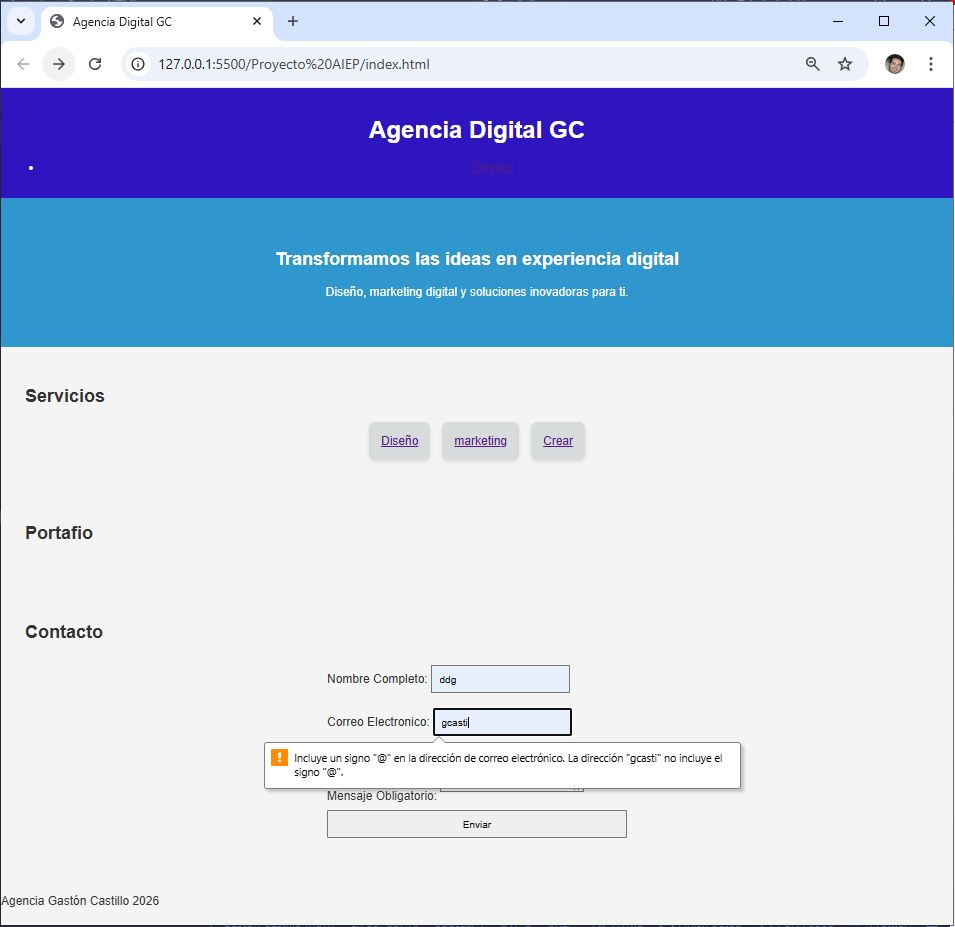 Agencia Digital GC
127.0.0.1:5500/Proyecto%20AIEP/index.html
Agencia Digital GC
Servicio
Transformamos las ideas en experiencia digital
Diseño, marketing digital y soluciones inovadoras para ti.
Servicios
Diseño marketing Crear
Portafio
Contacto
Nombre Completo: ddg
Correo Electronico: gcasti
Incluye un signo "@" en la dirección de correo electrónico. La dirección "gcasti" no incluye el
signo "@".
Mensaje Obligatorio:
Enviar
Agencia Gastón Castillo 2026